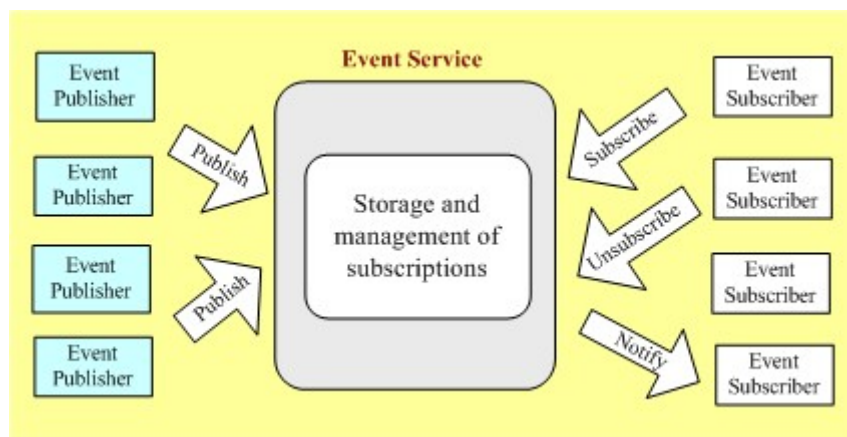 Event Service
Event
Publisher
Event
Publisher
Event
Publisher
Event
Publisher
Publish
Publish
Storage and
management of
subscriptions
Subscribe
Unsubscribe
Notify
Event
Subscriber
Event
Subscriber
Event
Subscriber
Event
Subscriber